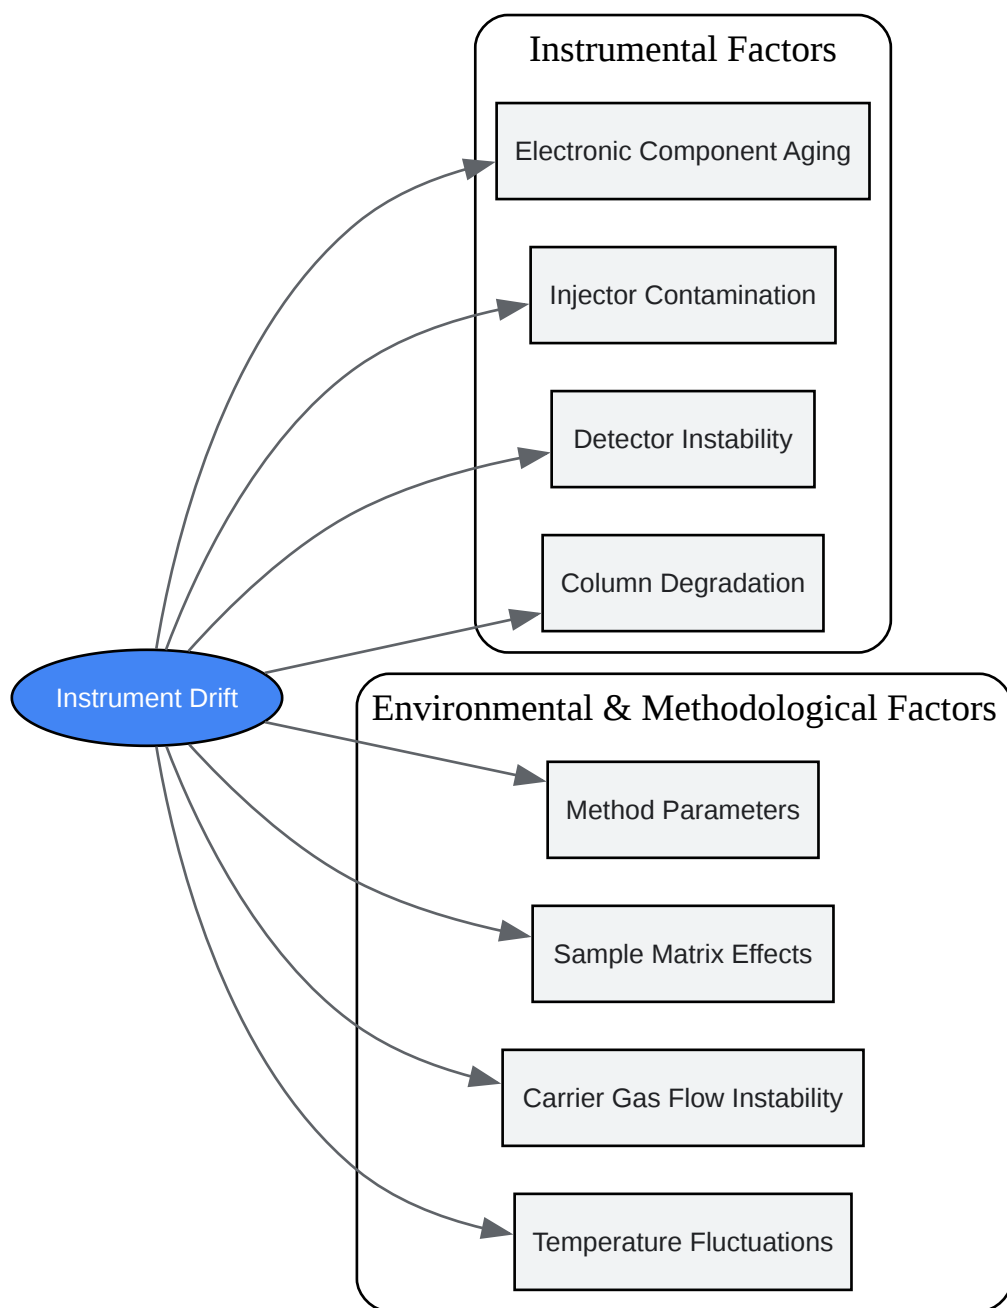 Instrumental Factors
Electronic Component Aging
Injector Contamination
Detector Instability
Column Degradation
Instrument Drift
Environmental & Methodological Factors
Method Parameters
Sample Matrix Effects
Carrier Gas Flow Instability
Temperature Fluctuations